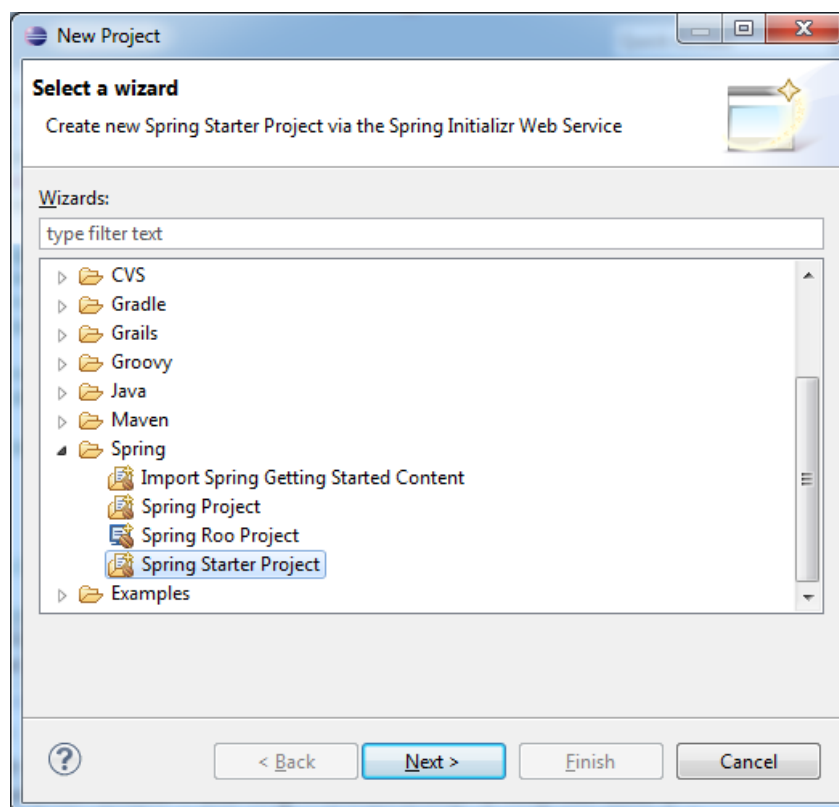 New Project
Select a wizard
Create new Spring Starter Project via the Spring Initializr Web Service
Wizards:
type filter text
CVS
Gradle
Grails
Groovy
Java
Maven
Spring
Import Spring Getting Started Content
Spring Project
Spring Roo Project
Spring Starter Project
Examples
?
< Back
Next >
Finish
Cancel